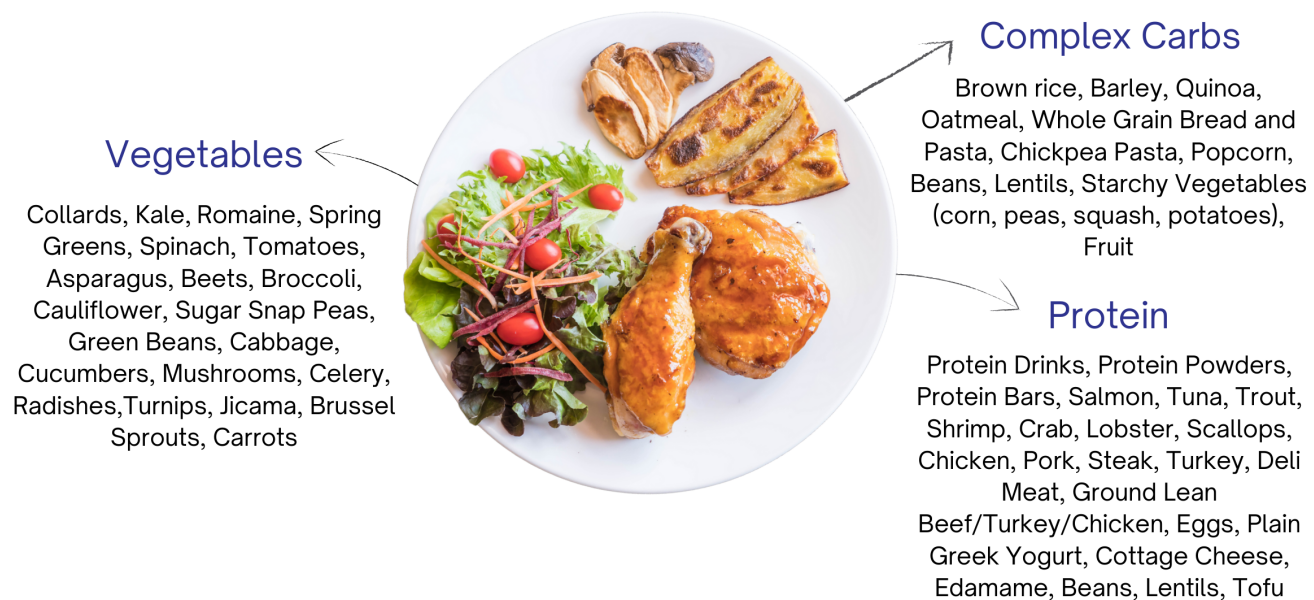 Vegetables
Collards, Kale, Romaine, Spring
Greens, Spinach, Tomatoes,
Asparagus, Beets, Broccoli,
Cauliflower, Sugar Snap Peas,
Green Beans, Cabbage,
Cucumbers, Mushrooms, Celery,
Radishes,Turnips, Jicama, Brussel
Sprouts, Carrots
Complex Carbs
Brown rice, Barley, Quinoa,
Oatmeal, Whole Grain Bread and
Pasta, Chickpea Pasta, Popcorn,
Beans, Lentils, Starchy Vegetables
(corn, peas, squash, potatoes),
Fruit
Protein
Protein Drinks, Protein Powders,
Protein Bars, Salmon, Tuna, Trout,
Shrimp, Crab, Lobster, Scallops,
Chicken, Pork, Steak, Turkey, Deli
Meat, Ground Lean
Beef/Turkey/Chicken, Eggs, Plain
Greek Yogurt, Cottage Cheese,
Edamame, Beans, Lentils, Tofu